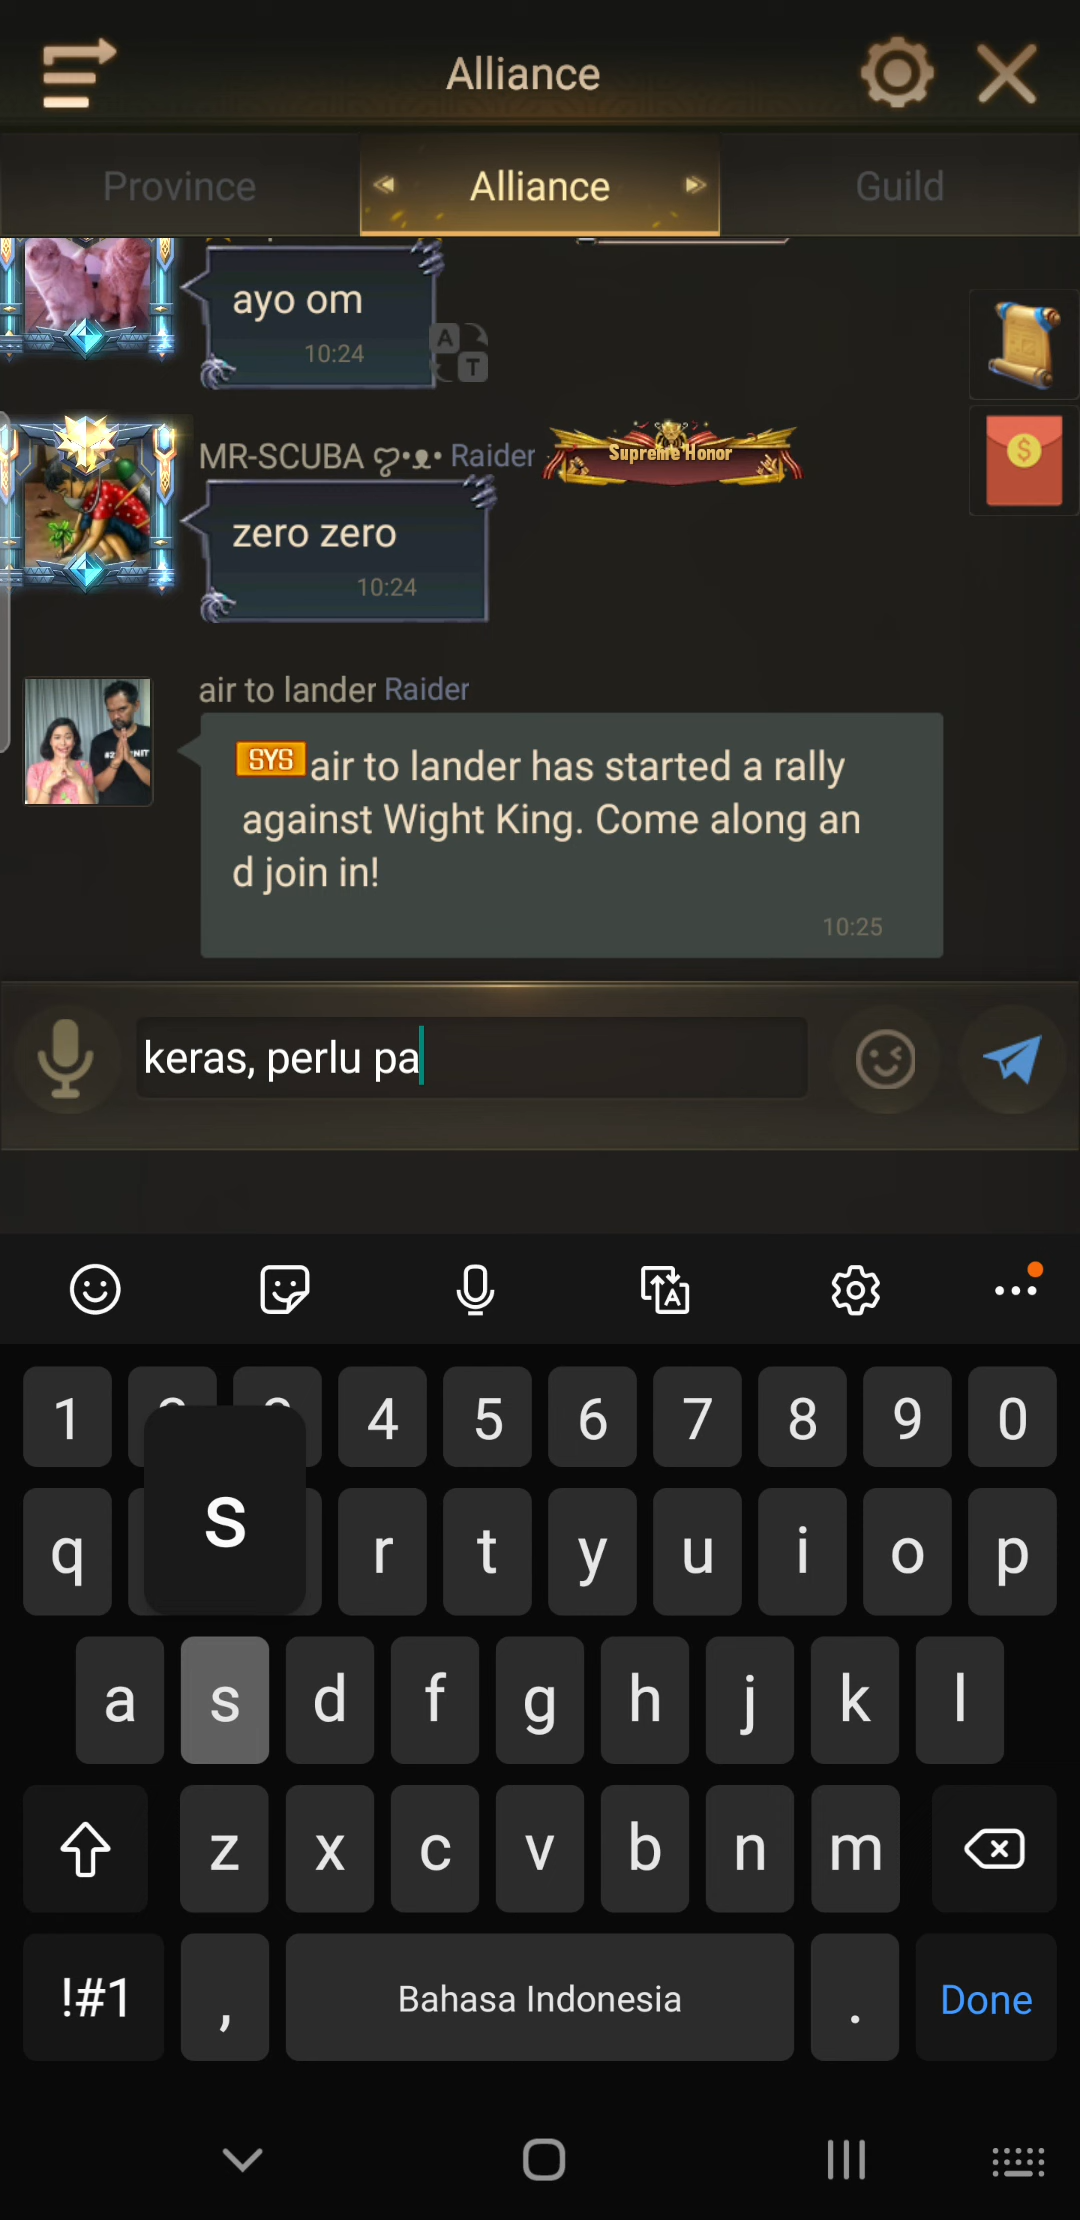 Alliance
Province
Alliance
Guild
ayo om
10:24
A
T
MR-SCUBA
Raider
Supreme Honor
zero zero
10:24
air to lander Raider
SYS air to lander has started a rally
against Wight King. Come along an
d join in!
10:25
keras, perlu pa
1 4 5 6 7 8 9 0
s
q r t y u i o p
a s d f g h j k l
z x c v b n m
!#1 , Bahasa Indonesia . Done